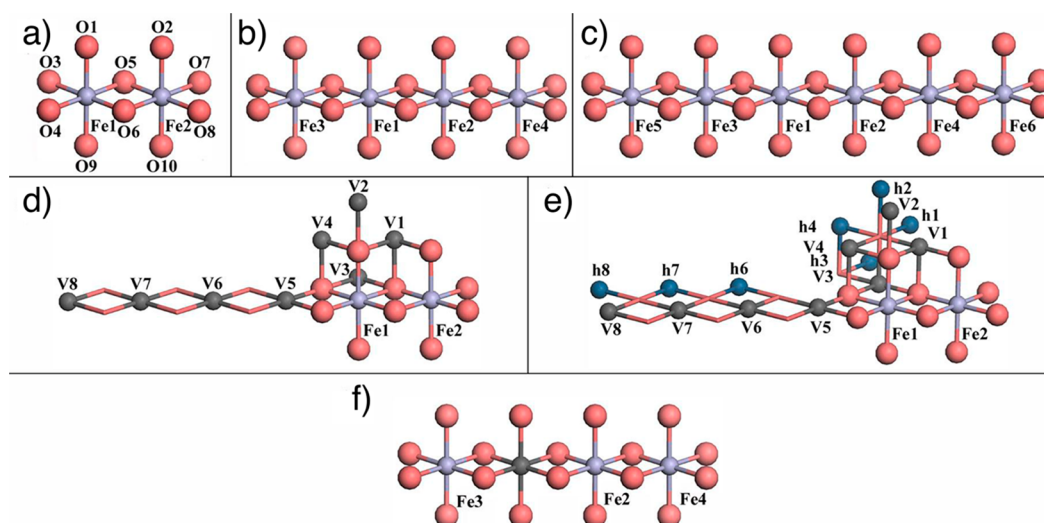 a) O1 O2 b) c)
O3 O5 O7
O4 Fe1 O6 Fe2 O8 Fe3 Fe1 Fe2 Fe4 Fe5 Fe3 Fe1 Fe2 Fe4 Fe6
O9 O10
d) V2 e) h2
V4 V1 h4 V2 h1
V4 V1
V3 h3
V8 V7 V6 V5 h8 h7 h6 V3
Fe1 Fe2 V8 V7 V6 V5 Fe1 Fe2
f)
Fe3 Fe2 Fe4